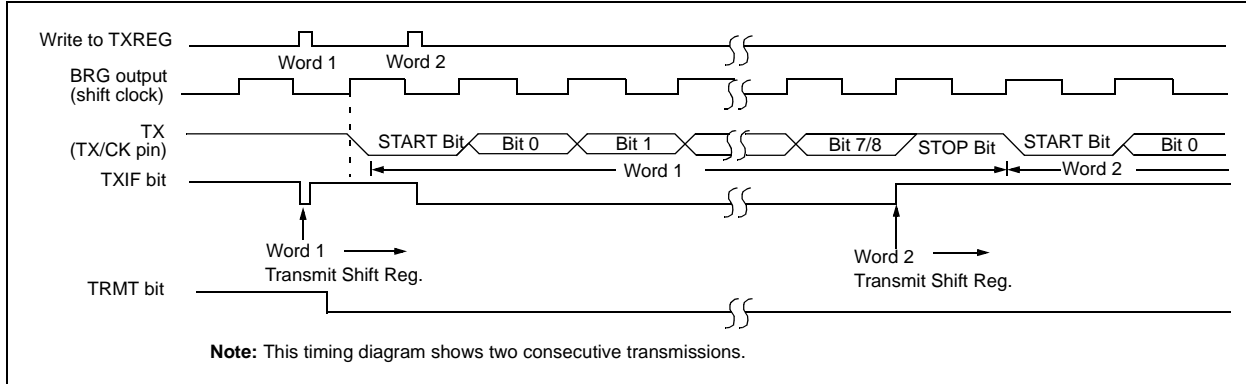 Write to TXREG
Word 1
Word 2
BRG output
(shift clock)
TX
(TX/CK pin)
START Bit
Bit 0
Bit 1
Bit 7/8
STOP Bit
START Bit
Bit 0
Word 1
Word 2
TXIF bit
Word 1
Transmit Shift Reg.
Word 2
Transmit Shift Reg.
TRMT bit
Note: This timing diagram shows two consecutive transmissions.